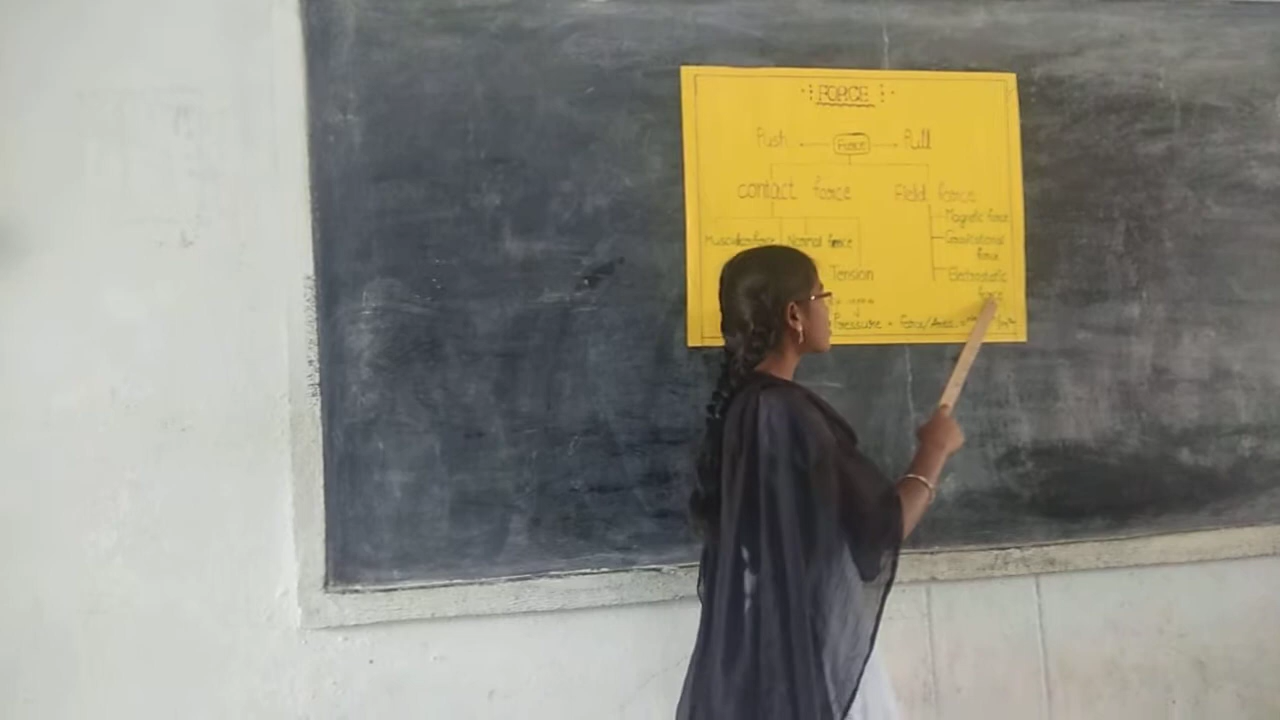 FORCE
Push Force Pull
contact force Field force
Magnetic force
Muscular force Normal force Gravitational
force
Tension Electrostatic
force
Pressure = Force/Area